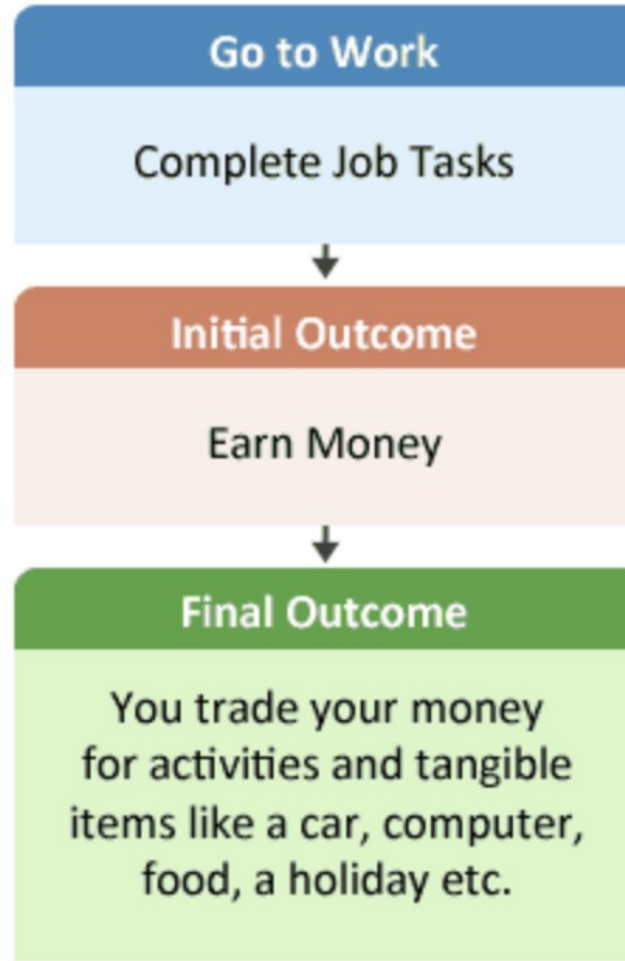 Go to Work
Complete Job Tasks
Initial Outcome
Earn Money
Final Outcome
You trade your money
for activities and tangible
items like a car, computer,
food, a holiday etc.